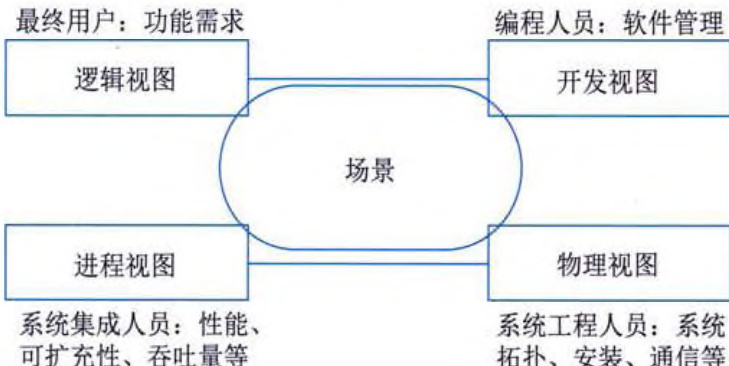 最终用户：功能需求
编程人员：软件管理
逻辑视图
开发视图
场景
进程视图
物理视图
系统集成人员：性能、
可扩充性、吞吐量等
系统工程人员：系统
拓扑、安装、通信等